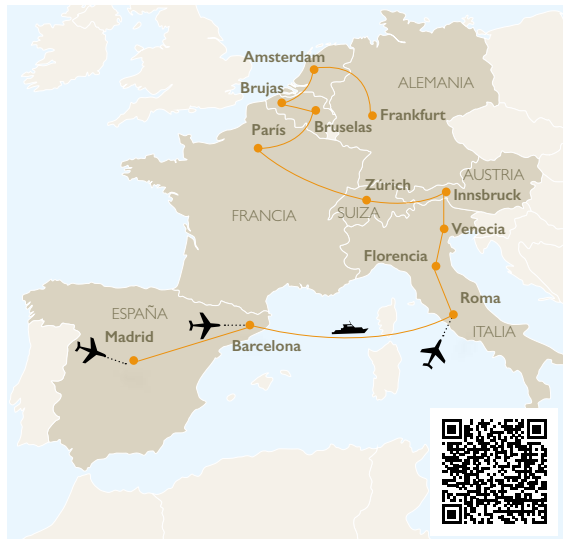 Amsterdam
ALEMANIA
Brujas
Frankfurt
Bruselas
París
AUSTRIA
Zúrich
Innsbruck
SUIZA
FRANCIA
Venecia
Florencia
Roma
ESPAÑA
ITALIA
Madrid
Barcelona